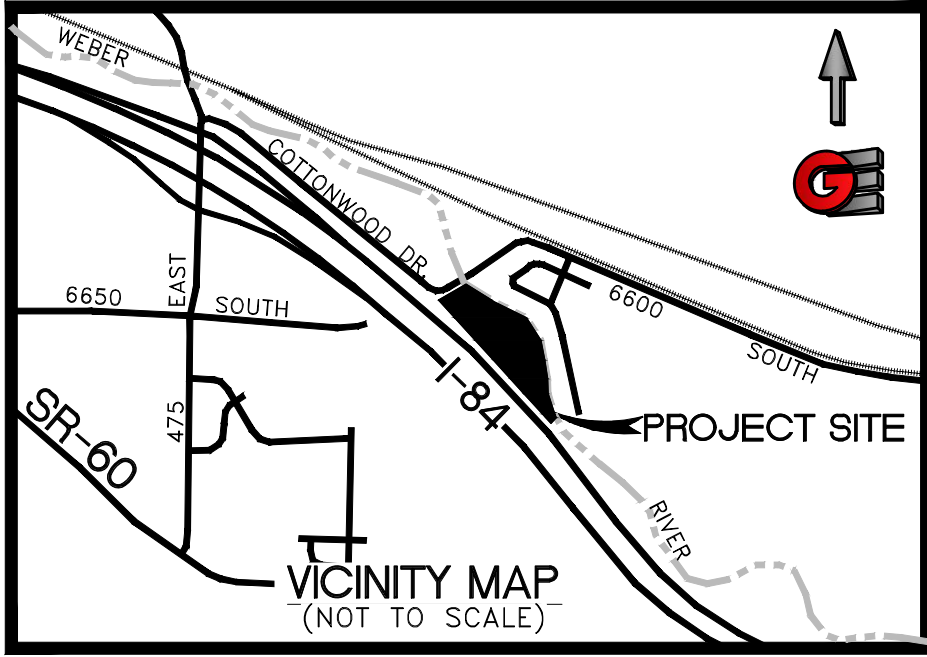 WEBER
COTTONWOOD DR.
6650
EAST
SOUTH
6600
SOUTH
I-84
475
SR-60
PROJECT SITE
RIVER
VICINITY MAP
(NOT TO SCALE)